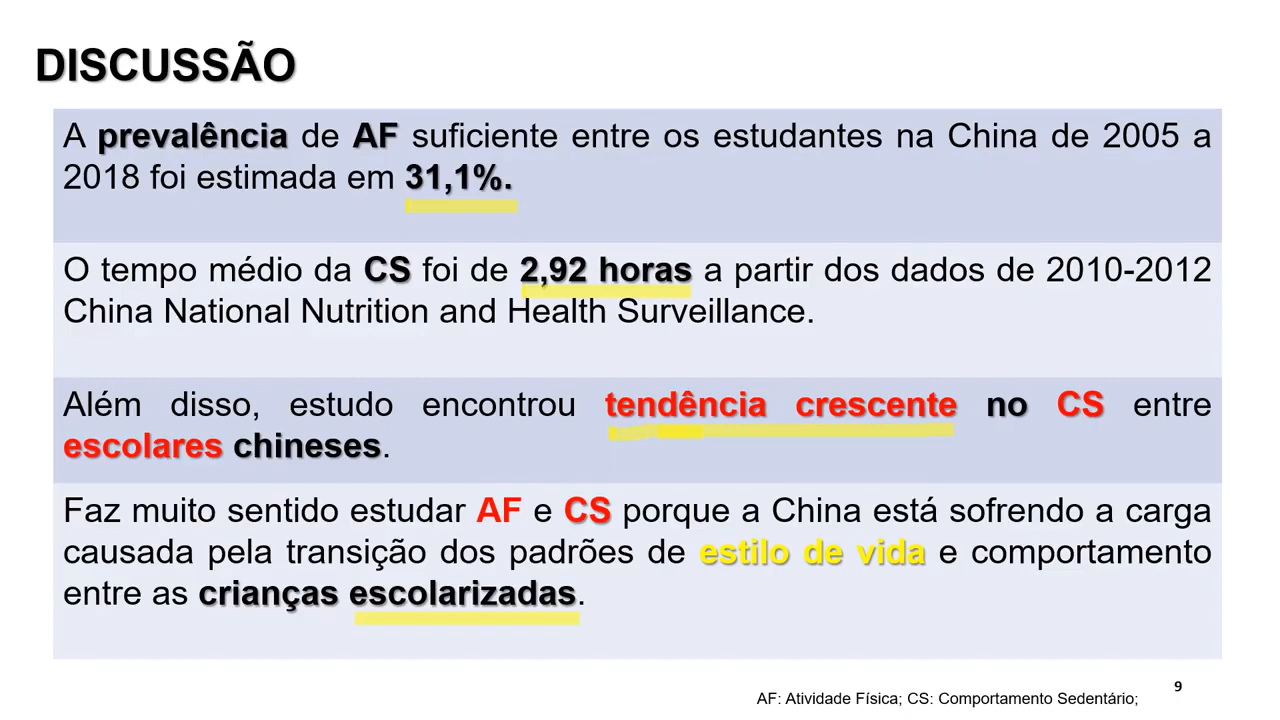 DISCUSSÃO
A prevalência de AF suficiente entre os estudantes na China de 2005 a
2018 foi estimada em 31,1%.
O tempo médio da CS foi de 2,92 horas a partir dos dados de 2010-2012
China National Nutrition and Health Surveillance.
Além disso, estudo encontrou tendência crescente no CS entre
escolares chineses.
Faz muito sentido estudar AF e CS porque a China está sofrendo a carga
causada pela transição dos padrões de estilo de vida e comportamento
entre as crianças escolarizadas.
9
AF: Atividade Física; CS: Comportamento Sedentário;